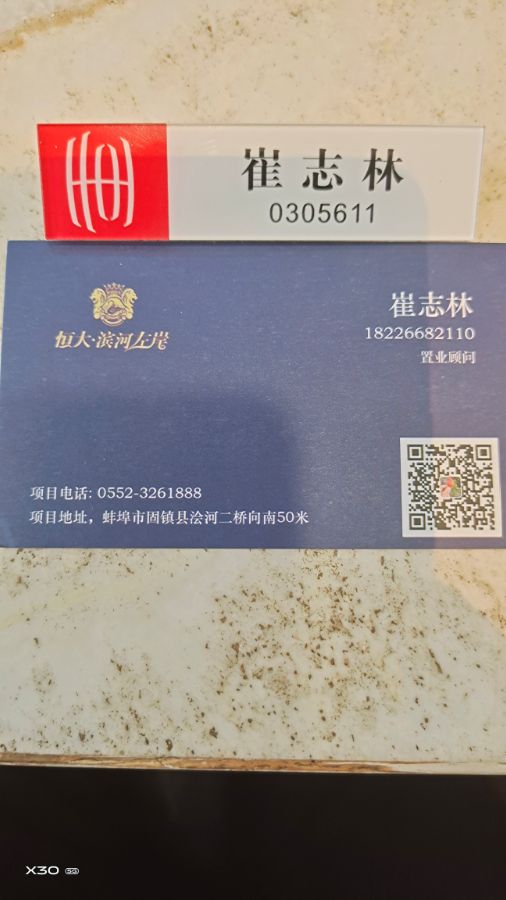 崔志林
0305611
恒大·滨河左岸
崔志林
18226682110
置业顾问
项目电话: 0552-3261888
项目地址，蚌埠市固镇县浍河二桥向南50米
X30 5G